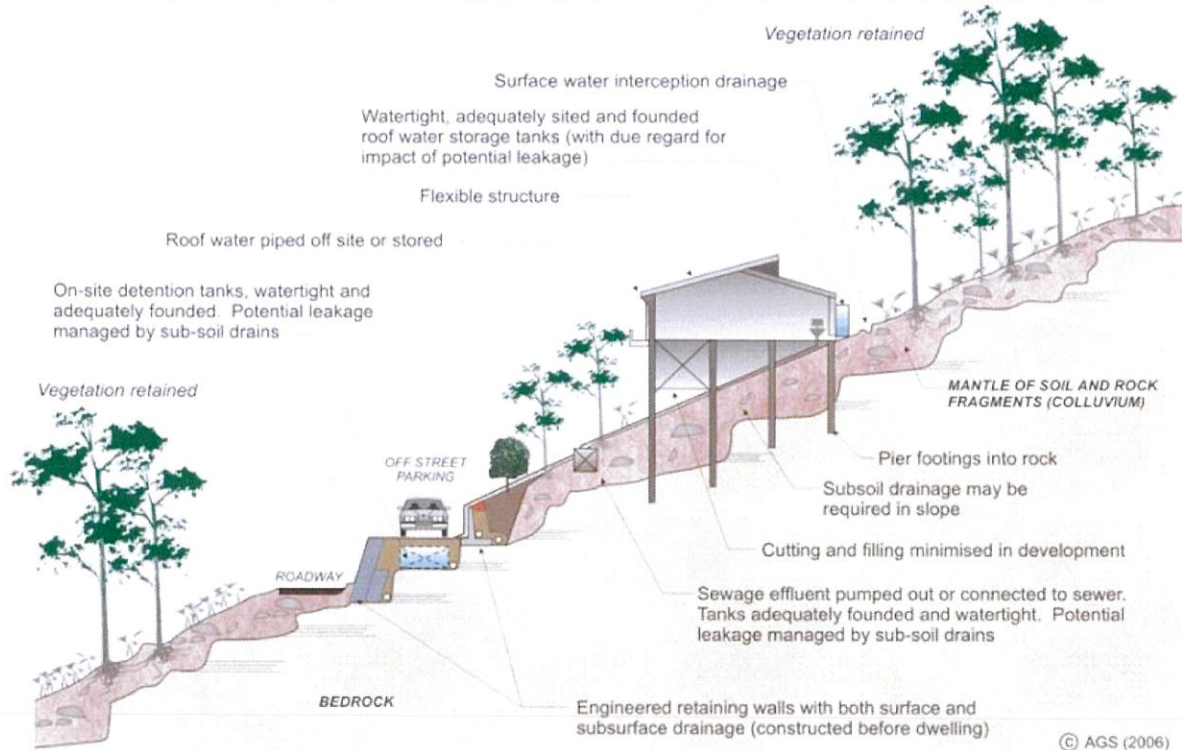 Vegetation retained
Surface water interception drainage
Watertight, adequately sited and founded
roof water storage tanks (with due regard for
impact of potential leakage)
Flexible structure
Roof water piped off site or stored
On-site detention tanks, watertight and
adequately founded. Potential leakage
managed by sub-soil drains
Vegetation retained
MANTLE OF SOIL AND ROCK
FRAGMENTS (COLLUVIUM)
OFF STREET
PARKING
Pier footings into rock
Subsoil drainage may be
required in slope
Cutting and filling minimised in development
ROADWAY
Sewage effluent pumped out or connected to sewer.
Tanks adequately founded and watertight. Potential
leakage managed by sub-soil drains
BEDROCK
Engineered retaining walls with both surface and
subsurface drainage (constructed before dwelling)
© AGS (2006)